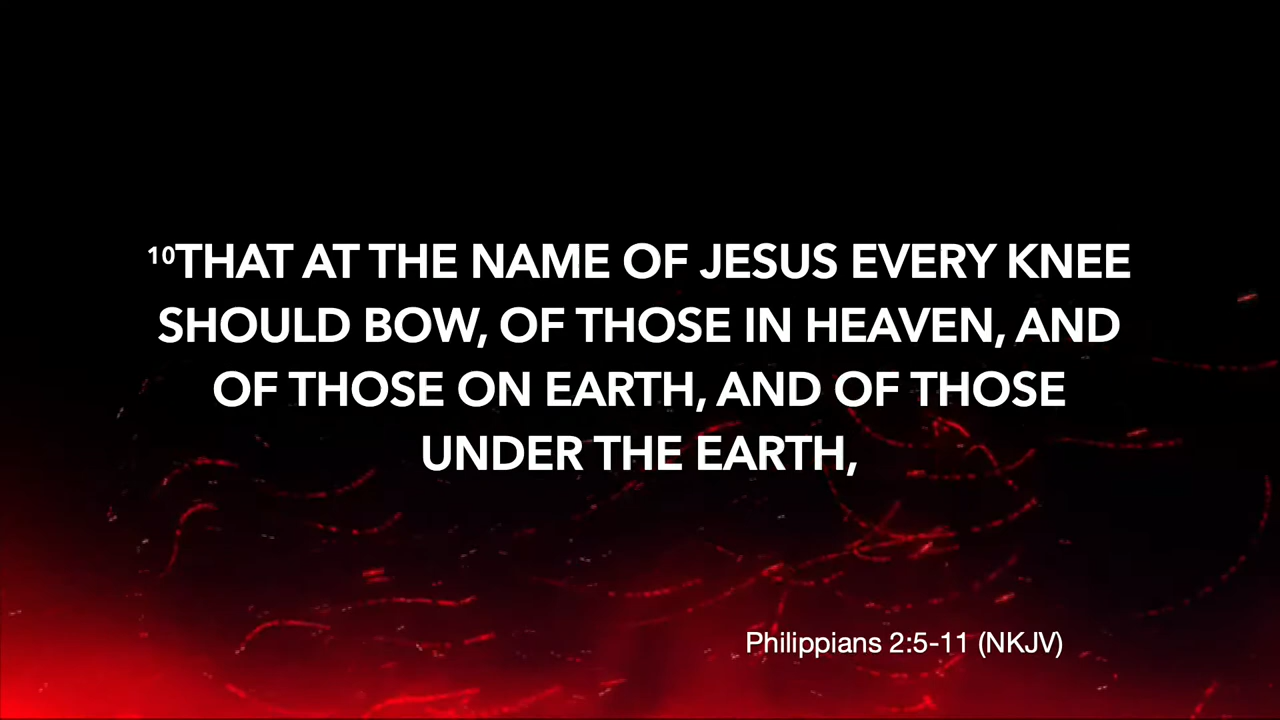 ¹⁰THAT AT THE NAME OF JESUS EVERY KNEE
SHOULD BOW, OF THOSE IN HEAVEN, AND
OF THOSE ON EARTH, AND OF THOSE
UNDER THE EARTH,
Philippians 2:5-11 (NKJV)